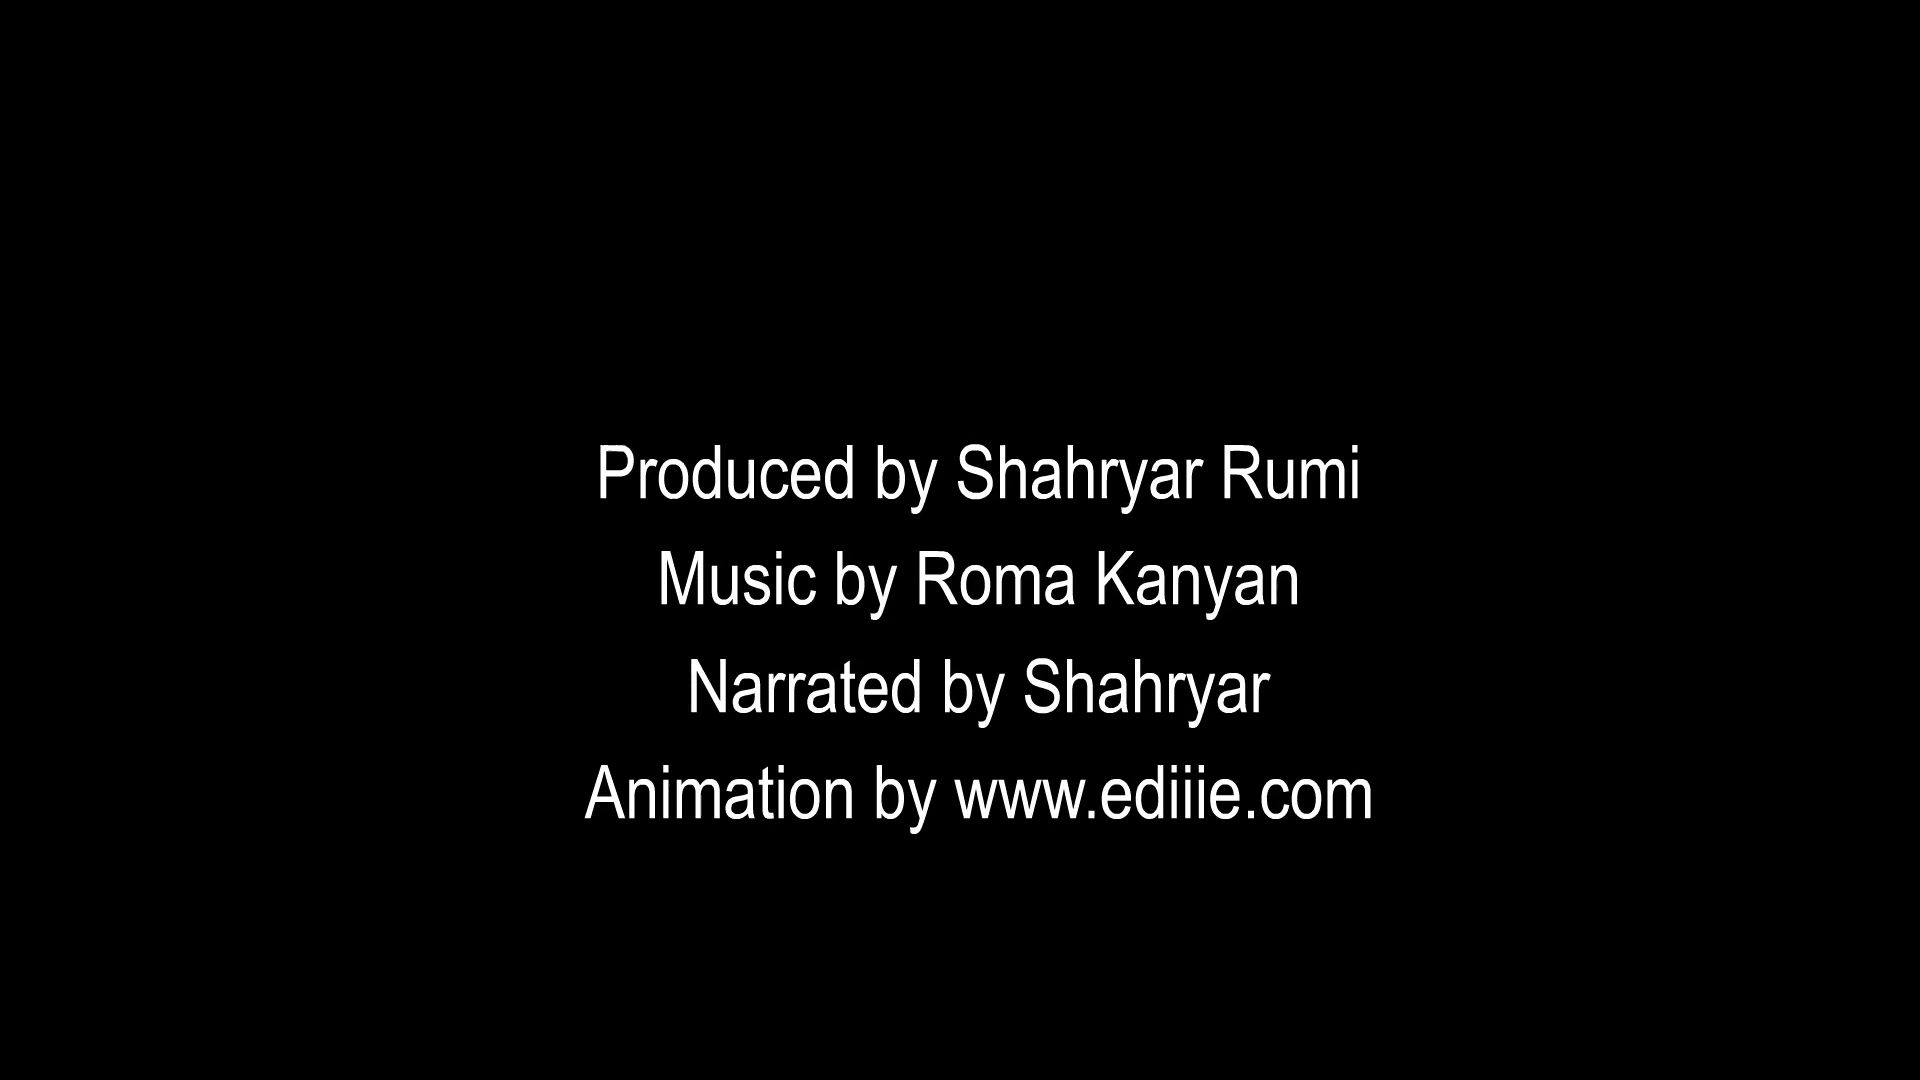 Produced by Shahryar Rumi
Music by Roma Kanyan
Narrated by Shahryar
Animation by www.ediiie.com